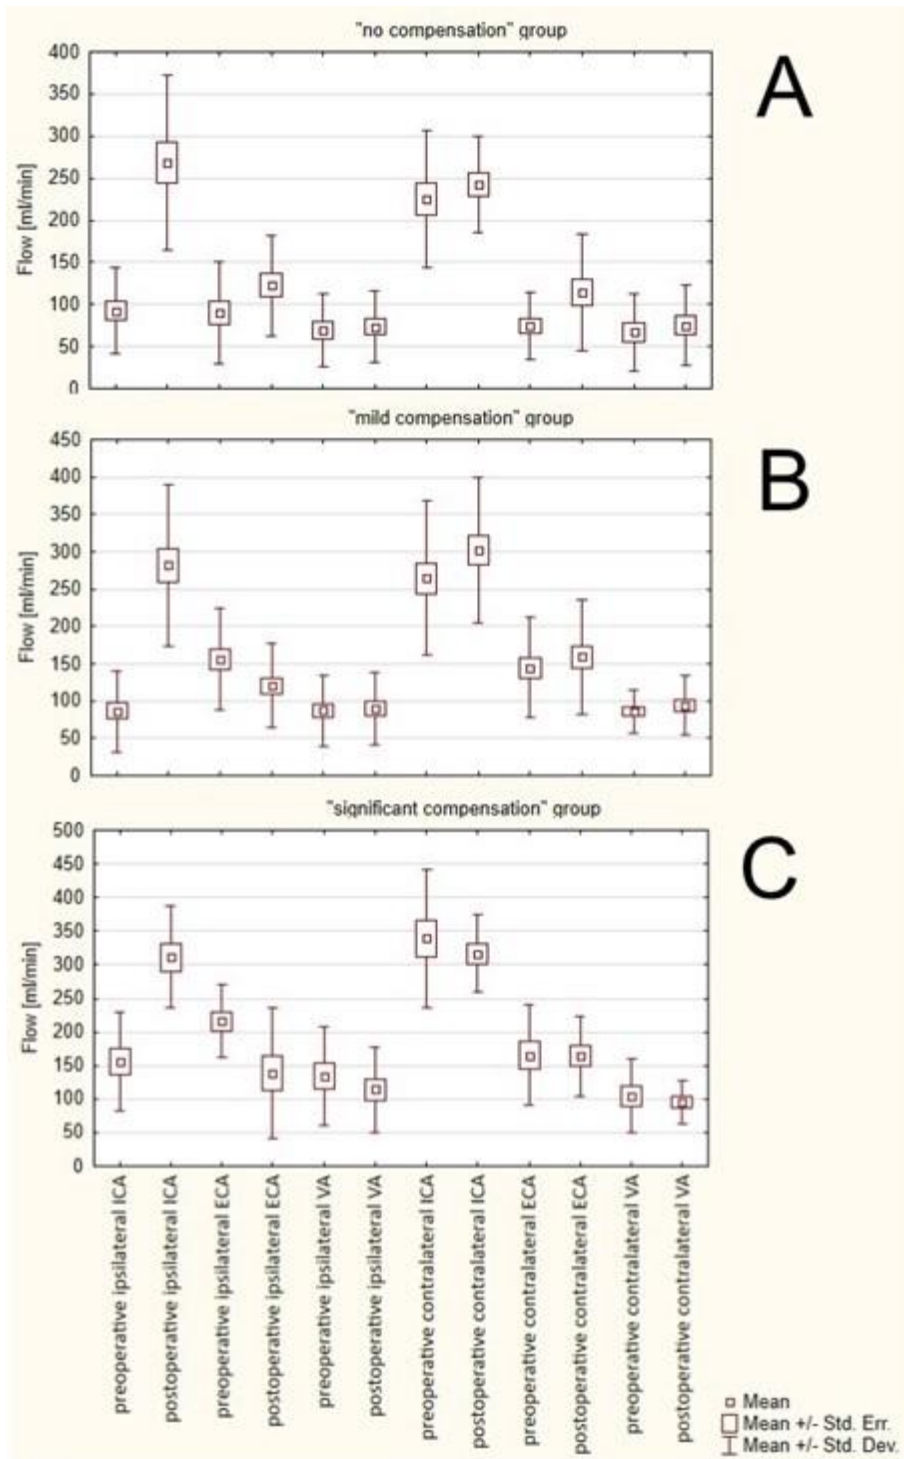 "no compensation" group
A
400
350
300
250
200
150
100
50
0
Flow [ml/min]
"mild compensation" group
B
450
400
350
300
250
200
150
100
50
0
Flow [ml/min]
"significant compensation" group
C
500
450
400
350
300
250
200
150
100
50
0
Flow [ml/min]
preoperative ipsilateral ICA
postoperative ipsilateral ICA
preoperative ipsilateral ECA
postoperative ipsilateral ECA
preoperative ipsilateral VA
postoperative ipsilateral VA
preoperative contralateral ICA
postoperative contralateral ICA
preoperative contralateral ECA
postoperative contralateral ECA
preoperative contralateral VA
postoperative contralateral VA
Mean
Mean +/- Std. Err.
Mean +/- Std. Dev.